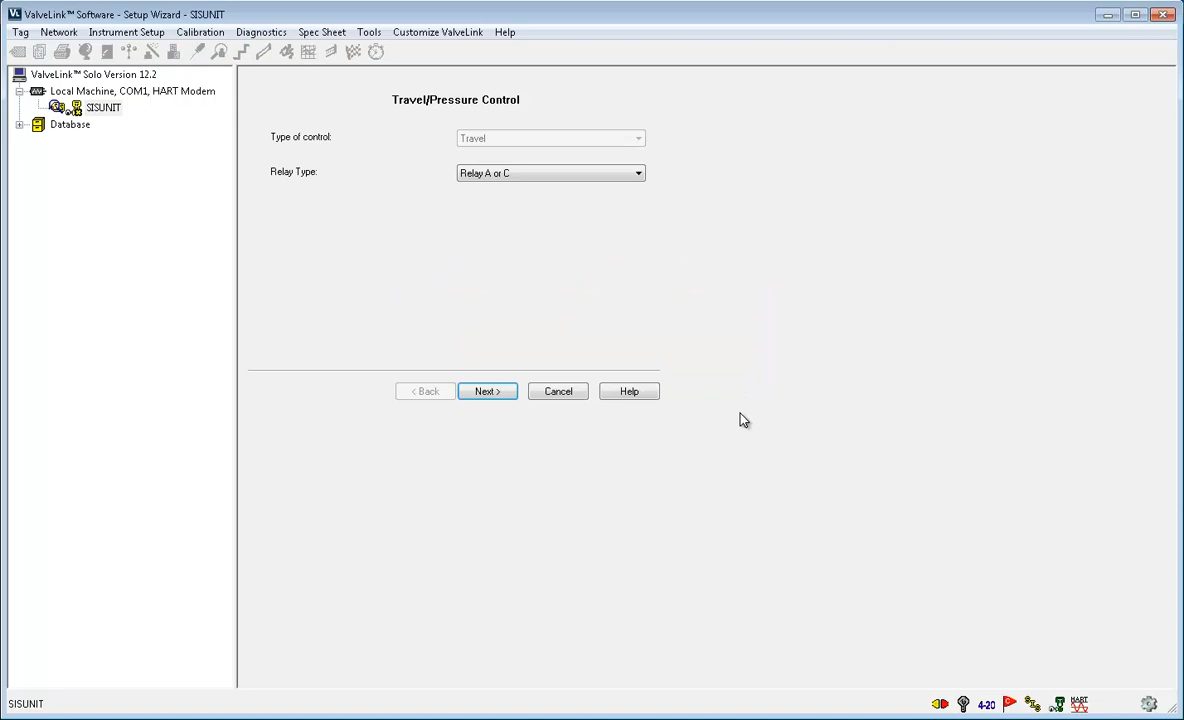 ValveLink™ Software - Setup Wizard - SISUNIT
Tag Network Instrument Setup Calibration Diagnostics Spec Sheet Tools Customize ValveLink Help
ValveLink™ Solo Version 12.2
Local Machine, COM1, HART Modem
SISUNIT
Database
Travel/Pressure Control
Type of control: Travel
Relay Type: Relay A or C
< Back Next > Cancel Help
SISUNIT
4-20 HART